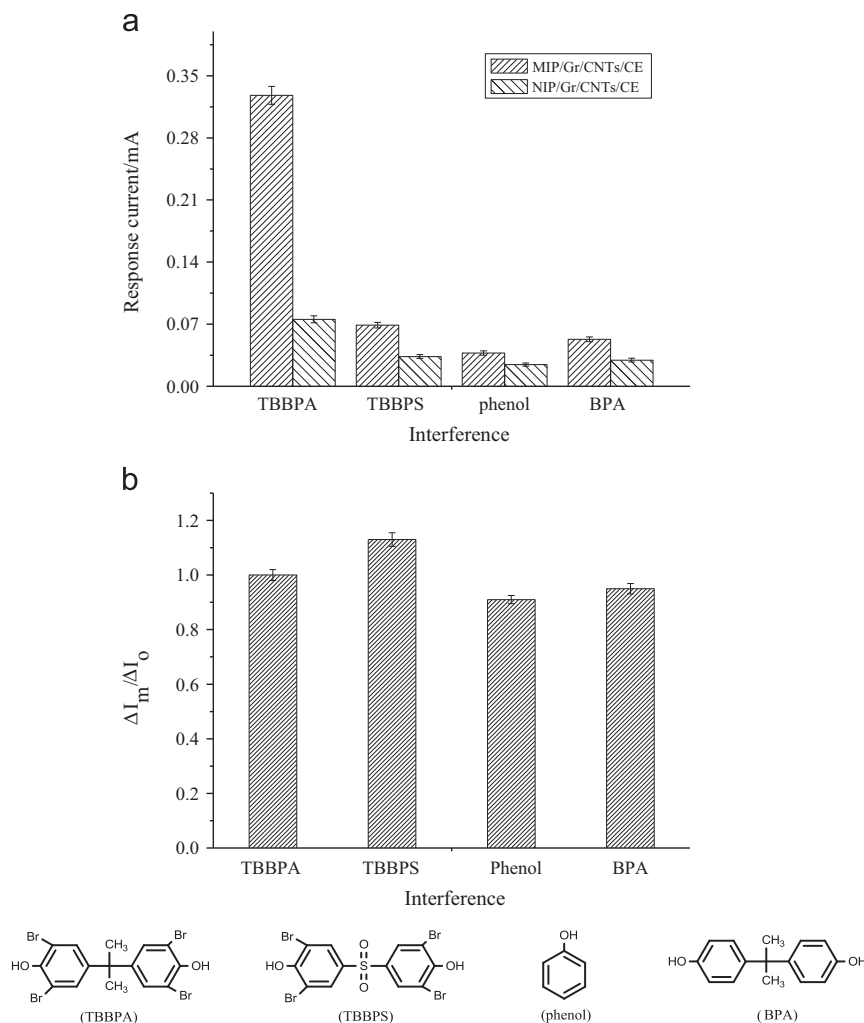 a
MIP/Gr/CNTs/CE
NIP/Gr/CNTs/CE
Response current/mA
0.35
0.28
0.21
0.14
0.07
0.00
TBBPA TBBPS phenol BPA
Interference
b
ΔI_m/ΔI_o
1.2
1.0
0.8
0.6
0.4
0.2
0.0
TBBPA TBBPS Phenol BPA
Interference
Br CH3 Br
HO OH
Br CH3 Br
(TBBPA)
Br O Br
HO S OH
Br O Br
(TBBPS)
OH
(phenol)
CH3
HO OH
CH3
(BPA)